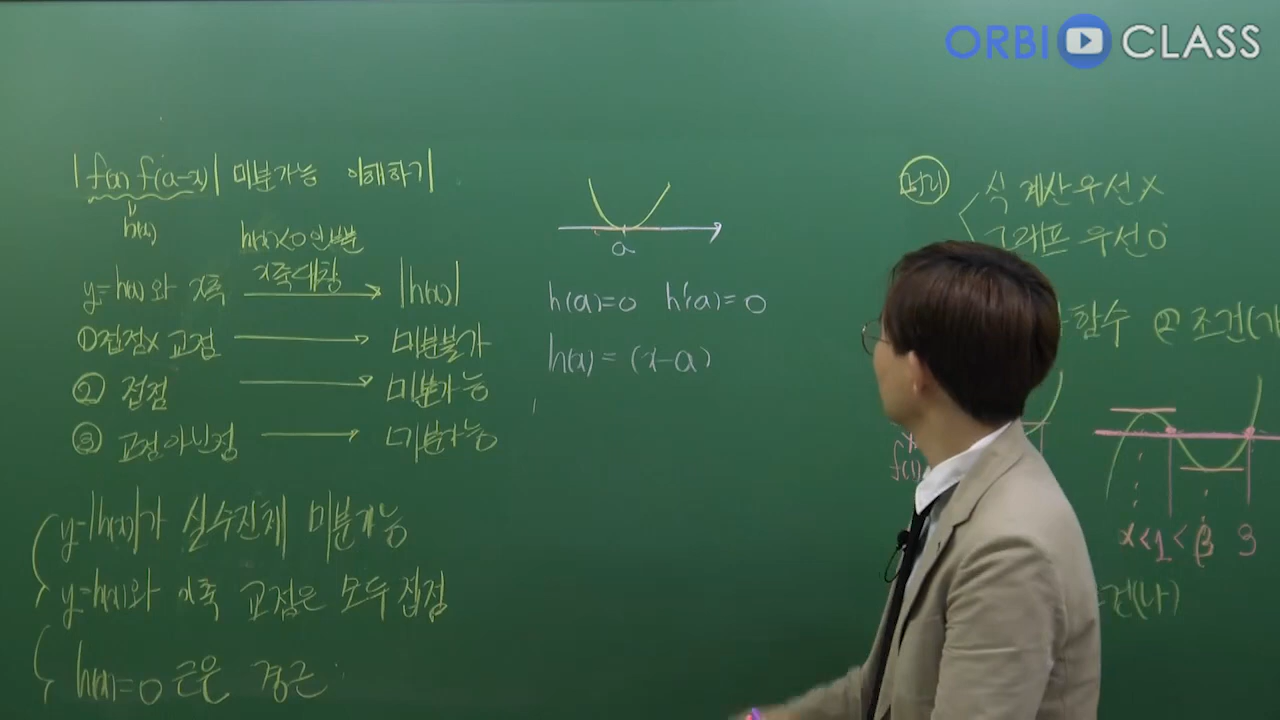 ORBI CLASS
|f(x) f(a-x)| 미분가능 이해하기
h(x)
h(x)<0인 부분
y=h(x)와 x축 x축대칭 |h(x)|
①접점x 교점 미분불가
② 접점 미분가능
③ 교점아닌점 미분가능
y=|h(x)|가 실수전체 미분가능
y=h(x)와 x축 교점은 모두 접점
h(x)=0 근은 중근
a
h(a)=0 h'(a)=0
h(x)=(x-a)
식 계산 우선 X
그래프 우선 O
함수 조건(가
f(x)
α<1<β 3
건(나)